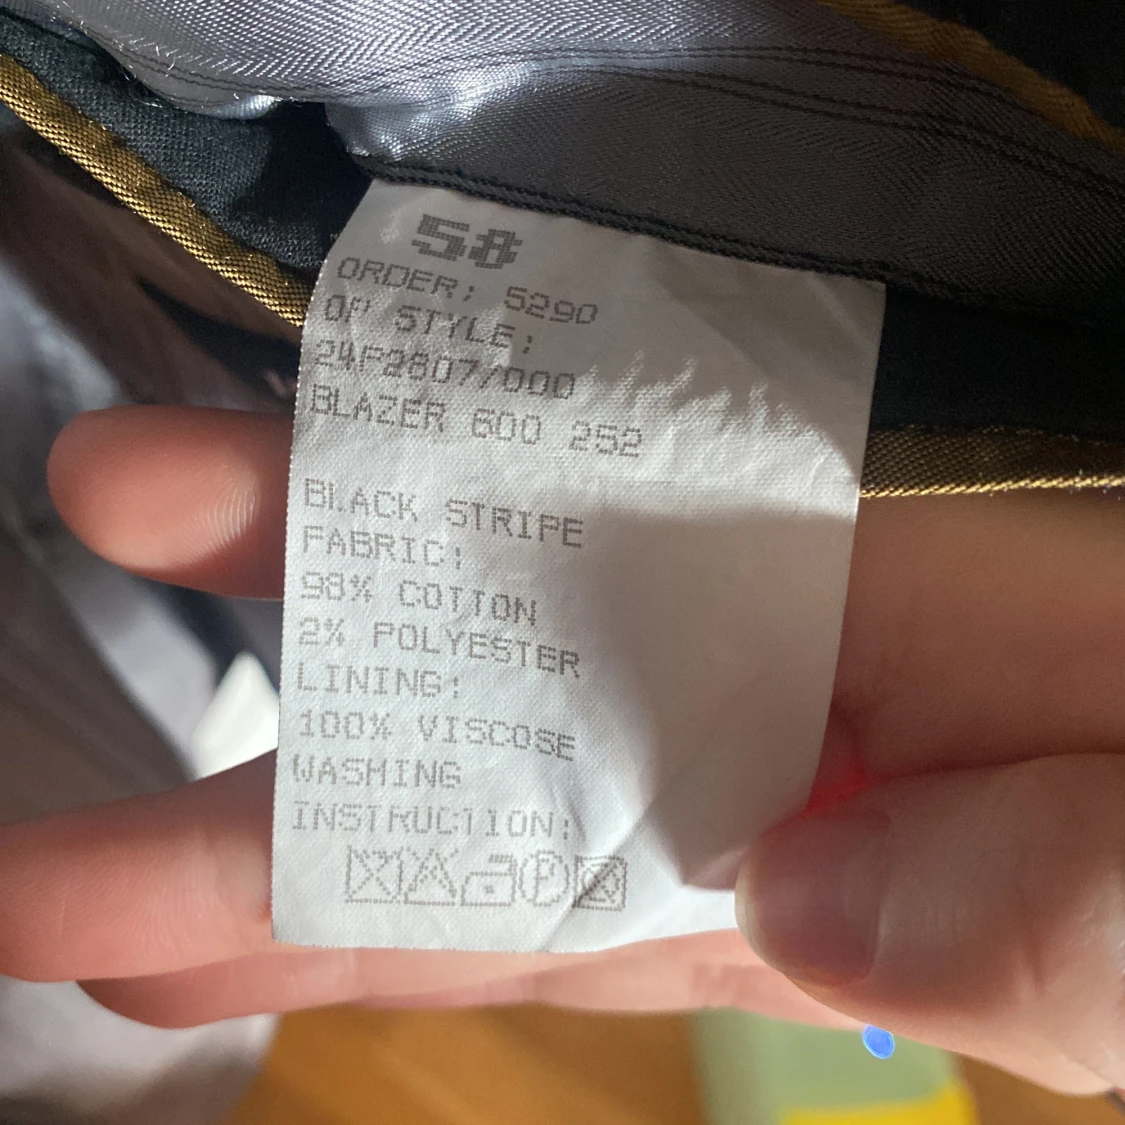 58
ORDER: 5290
OP STYLE:
24P2807/000
BLAZER 600 252
BLACK STRIPE
FABRIC:
98% COTTON
2% POLYESTER
LINING:
100% VISCOSE
WASHING
INSTRUCTION:
P